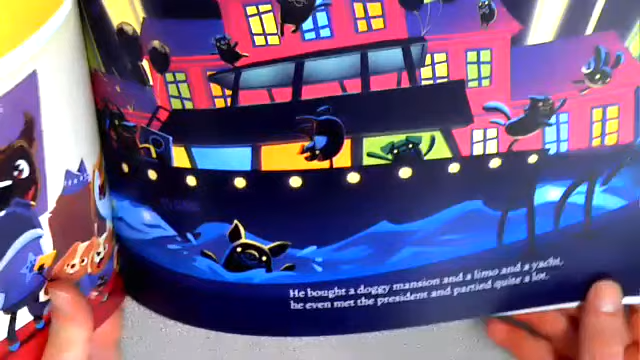 He bought a doggy mansion and a limo and a yacht,
he even met the president and partied quite a lot.